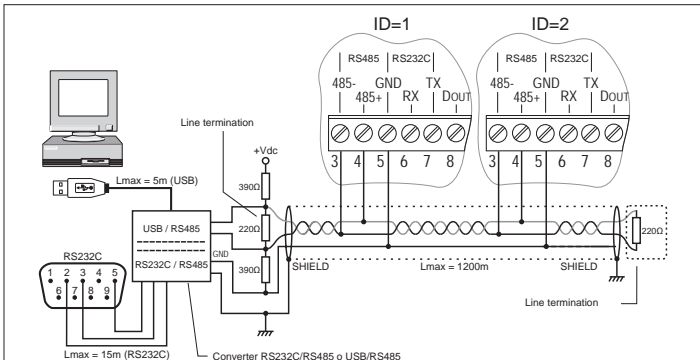 ID=1
ID=2
RS485
RS232C
RS485
RS232C
485-
GND
TX
485-
GND
TX
485+
RX
DOUT
485+
RX
DOUT
Line termination
+Vdc
3
4
5
6
7
8
3
4
5
6
7
8
Lmax = 5m (USB)
390Ω
USB / RS485
220Ω
220Ω
GND
RS232C
RS232C / RS485
390Ω
SHIELD
Lmax = 1200m
SHIELD
1
2
3
4
5
6
7
8
9
Line termination
Lmax = 15m (RS232C)
Converter RS232C/RS485 o USB/RS485